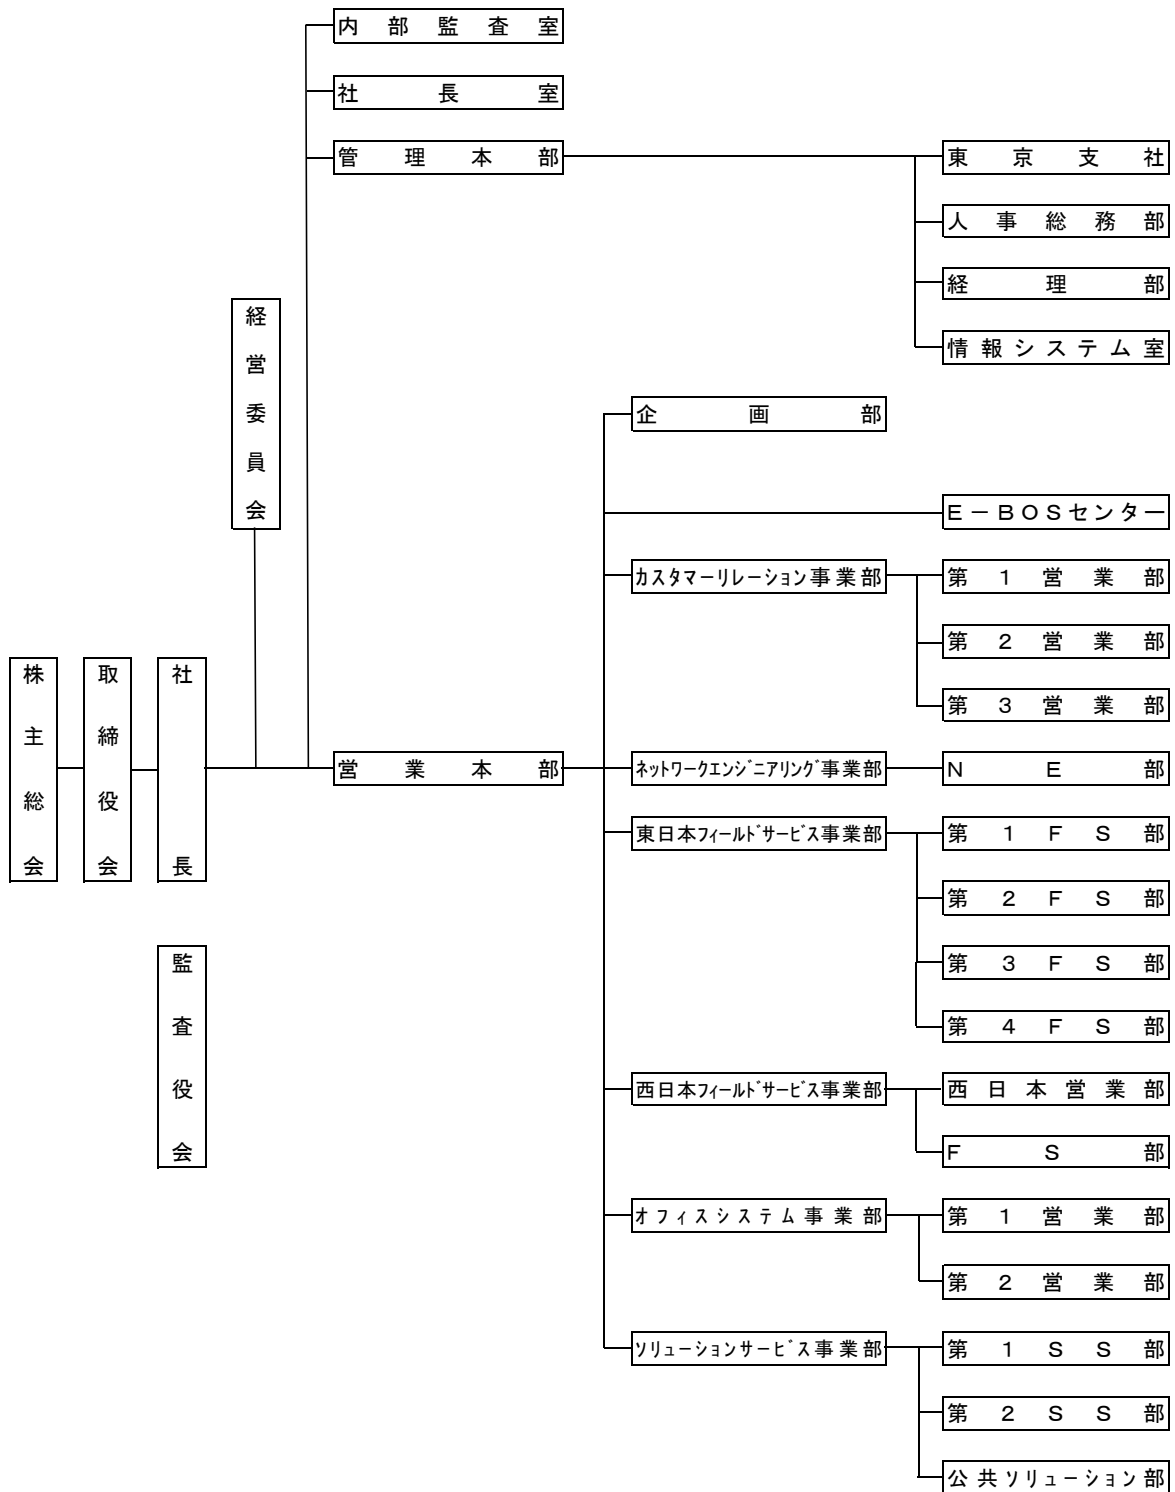 内部監査室
社長室
管理本部
東京支社
人事総務部
経理部
情報システム室
経営委員会
企画部
E－BOSセンター
カスタマーリレーション事業部
第1営業部
第2営業部
第3営業部
株主総会
取締役会
社長
営業本部
ネットワークエンジニアリング事業部
NE部
東日本フィールドサービス事業部
第1FS部
第2FS部
第3FS部
第4FS部
監査役会
西日本フィールドサービス事業部
西日本営業部
FS部
オフィスシステム事業部
第1営業部
第2営業部
ソリューションサービス事業部
第1SS部
第2SS部
公共ソリューション部